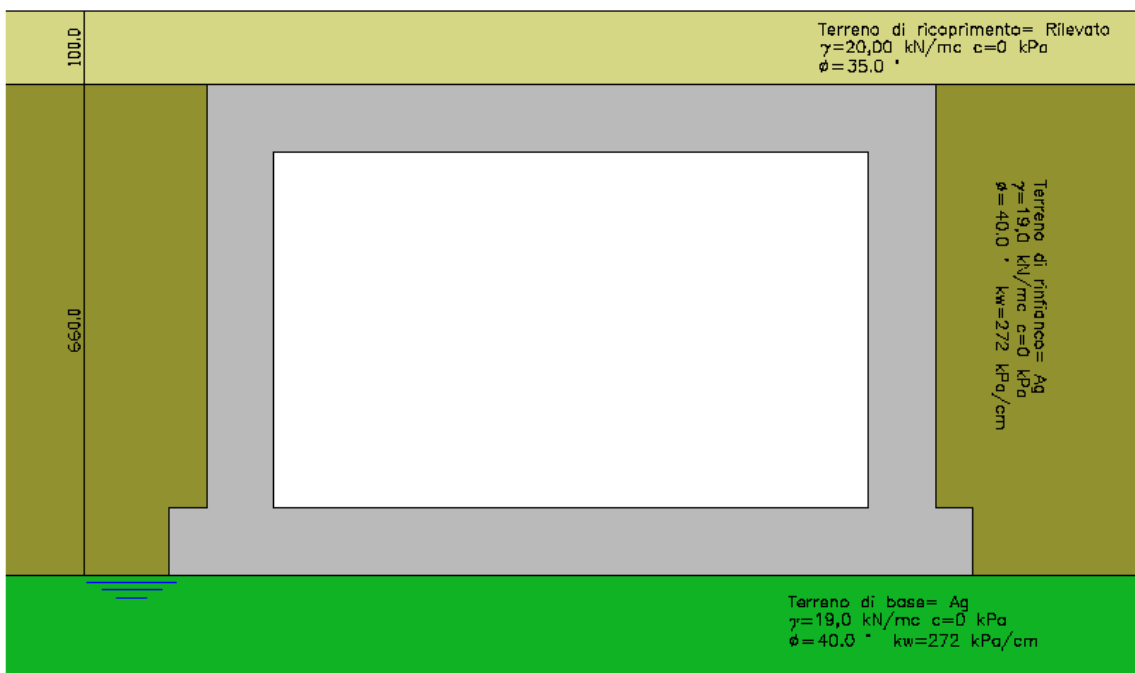 100.0
Terreno di ricoprimento= Rilevato
γ=20,00 kN/mc c=0 kPa
ø=35.0 °
660.0
Terreno di rinfianco= Ag
γ=19,0 kN/mc c=0 kPa
ø=40.0 ° kw=272 kPa/cm
Terreno di base= Ag
γ=19,0 kN/mc c=0 kPa
ø=40.0 ° kw=272 kPa/cm